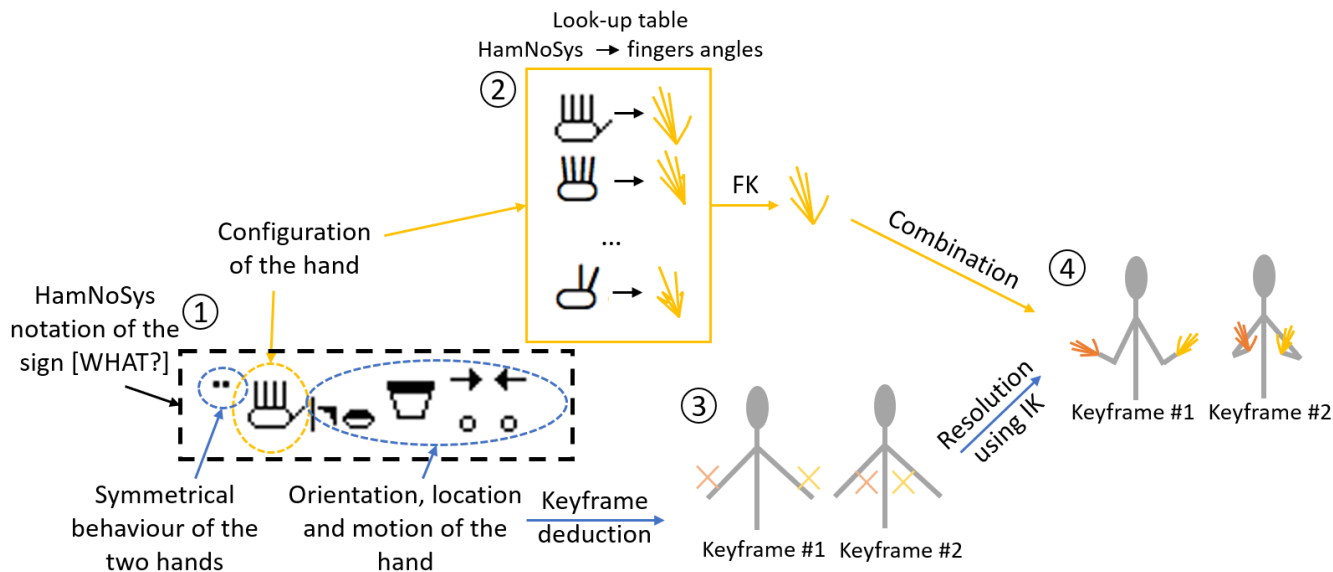 Look-up table
HamNoSys → fingers angles
②
...
FK
Configuration
of the hand
Combination
HamNoSys
notation of the
sign [WHAT?]
①
④
Keyframe #1
Keyframe #2
Resolution
using IK
③
Keyframe #1
Keyframe #2
Symmetrical
behaviour of the
two hands
Orientation, location
and motion of the
hand
Keyframe
deduction